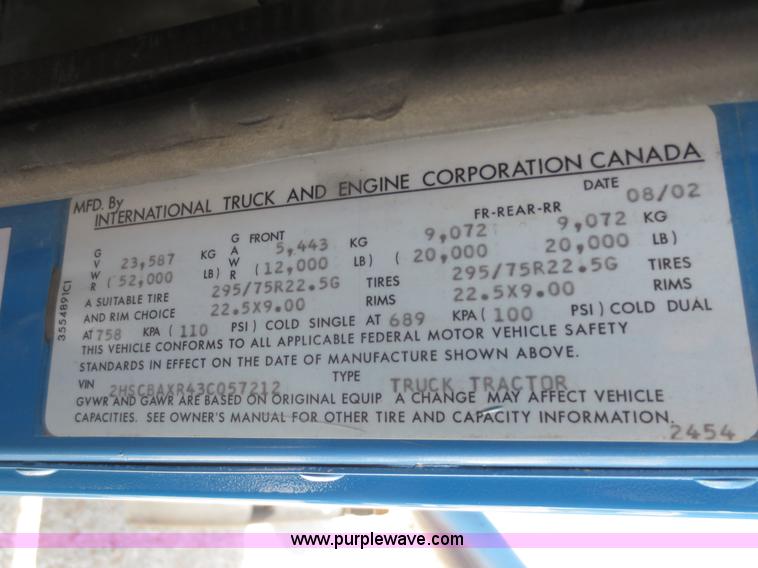 MFD. By INTERNATIONAL TRUCK AND ENGINE CORPORATION CANADA
DATE 08/02
GVWR 23,587 KG GAWR FRONT 5,443 KG FR-REAR-RR 9,072 9,072 KG
(52,000 LB) (12,000 LB) (20,000 20,000 LB)
A SUITABLE TIRE 295/75R22.5G TIRES 295/75R22.5G TIRES
AND RIM CHOICE 22.5X9.00 RIMS 22.5X9.00 RIMS
AT 758 KPA (110 PSI) COLD SINGLE AT 689 KPA (100 PSI) COLD DUAL
THIS VEHICLE CONFORMS TO ALL APPLICABLE FEDERAL MOTOR VEHICLE SAFETY
STANDARDS IN EFFECT ON THE DATE OF MANUFACTURE SHOWN ABOVE.
VIN 2HSCBAXR43C057212 TYPE TRUCK TRACTOR
GVWR AND GAWR ARE BASED ON ORIGINAL EQUIP A CHANGE MAY AFFECT VEHICLE
CAPACITIES. SEE OWNER'S MANUAL FOR OTHER TIRE AND CAPACITY INFORMATION.
2454
3554891C1
www.purplewave.com